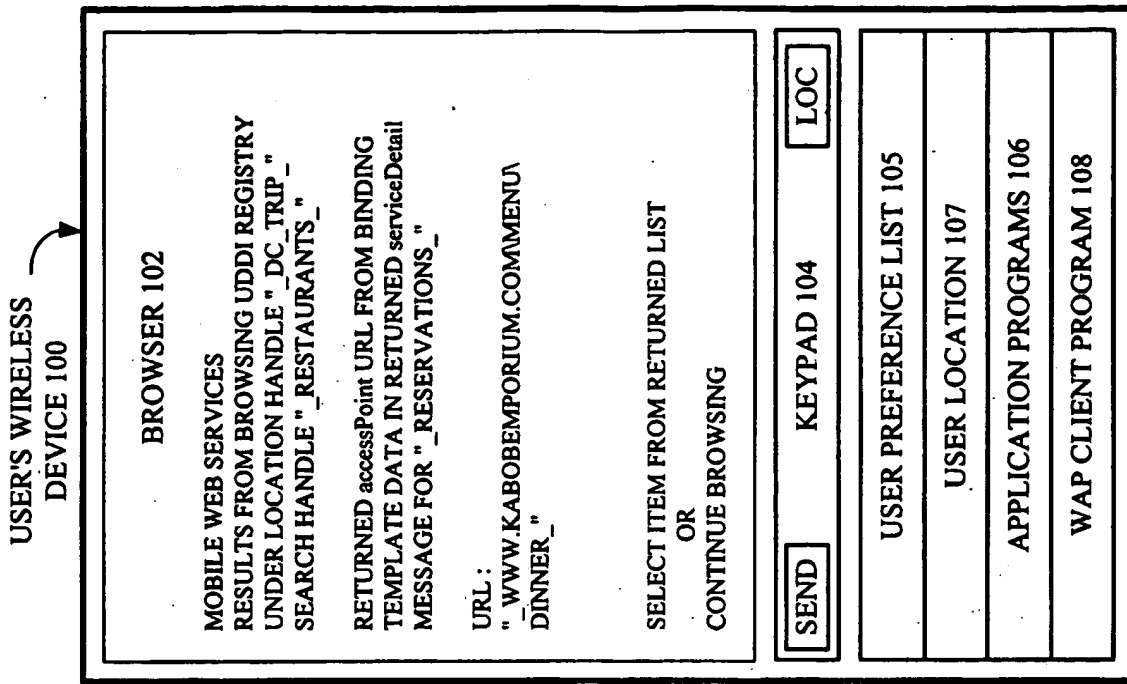 USER'S WIRELESS
DEVICE 100
BROWSER 102
MOBILE WEB SERVICES
RESULTS FROM BROWSING UDDI REGISTRY
UNDER LOCATION HANDLE "_DC_TRIP_"
SEARCH HANDLE "_RESTAURANTS_"
RETURNED accessPoint URL FROM BINDING
TEMPLATE DATA IN RETURNED serviceDetail
MESSAGE FOR "_RESERVATIONS_"
URL :
"_WWW.KABOBEMPORIUM.COM\MENU\
DINNER_"
SELECT ITEM FROM RETURNED LIST
OR
CONTINUE BROWSING
SEND KEYPAD 104 LOC
USER PREFERENCE LIST 105
USER LOCATION 107
APPLICATION PROGRAMS 106
WAP CLIENT PROGRAM 108